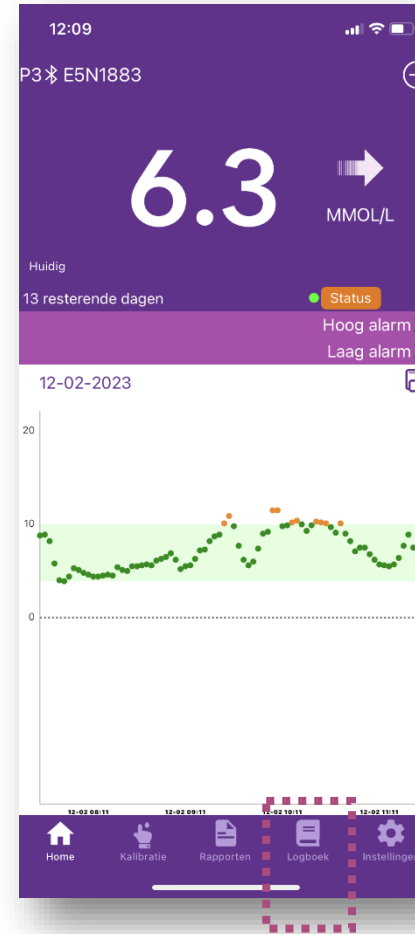 12:09
P3 E5N1883
6.3
MMOL/L
Huidig
13 resterende dagen
Status
Hoog alarm
Laag alarm
12-02-2023
20
10
0
12-02 08:11 12-02 09:11 12-02 10:11 12-02 11:11
Home Kalibratie Rapporten Logboek Instellingen